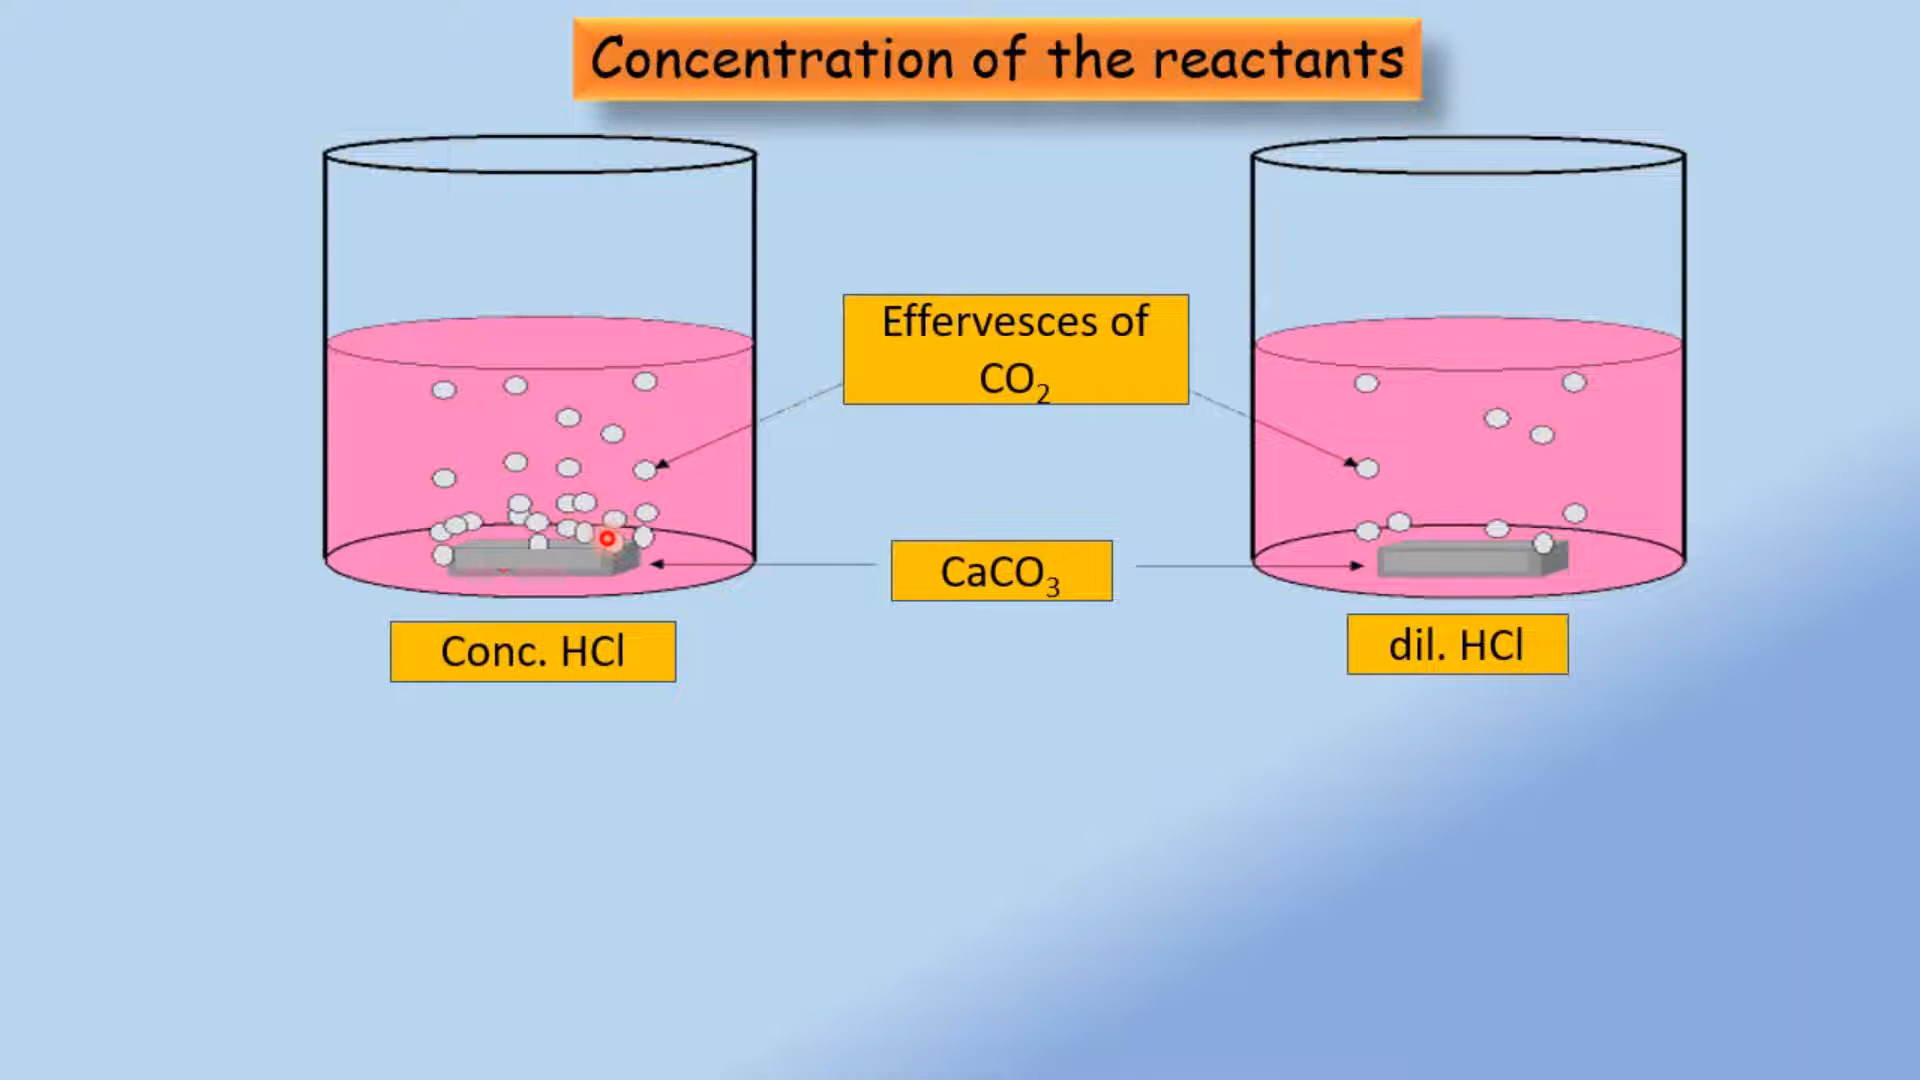 Concentration of the reactants
Effervesces of
CO₂
CaCO₃
Conc. HCl
dil. HCl